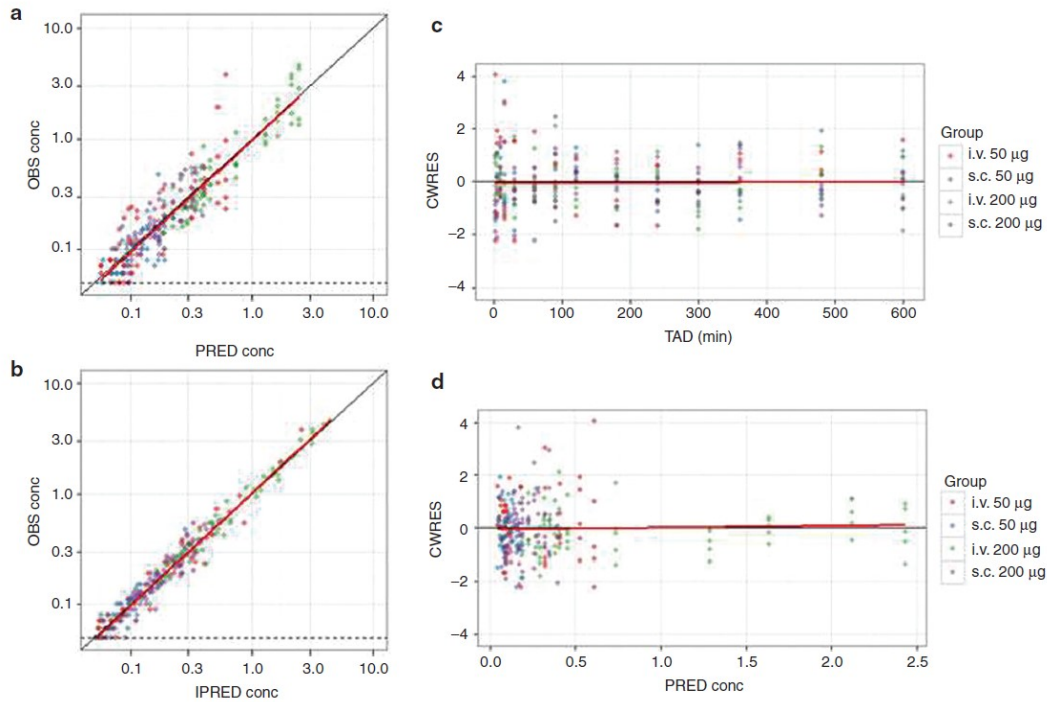 a
10.0
3.0
1.0
0.3
0.1
OBS conc
0.1 0.3 1.0 3.0 10.0
PRED conc
b
10.0
3.0
1.0
0.3
0.1
OBS conc
0.1 0.3 1.0 3.0 10.0
IPRED conc
c
4
2
0
−2
−4
CWRES
0 100 200 300 400 500 600
TAD (min)
Group
i.v. 50 μg
s.c. 50 μg
i.v. 200 μg
s.c. 200 μg
d
4
2
0
−2
−4
CWRES
0.0 0.5 1.0 1.5 2.0 2.5
PRED conc
Group
i.v. 50 μg
s.c. 50 μg
i.v. 200 μg
s.c. 200 μg